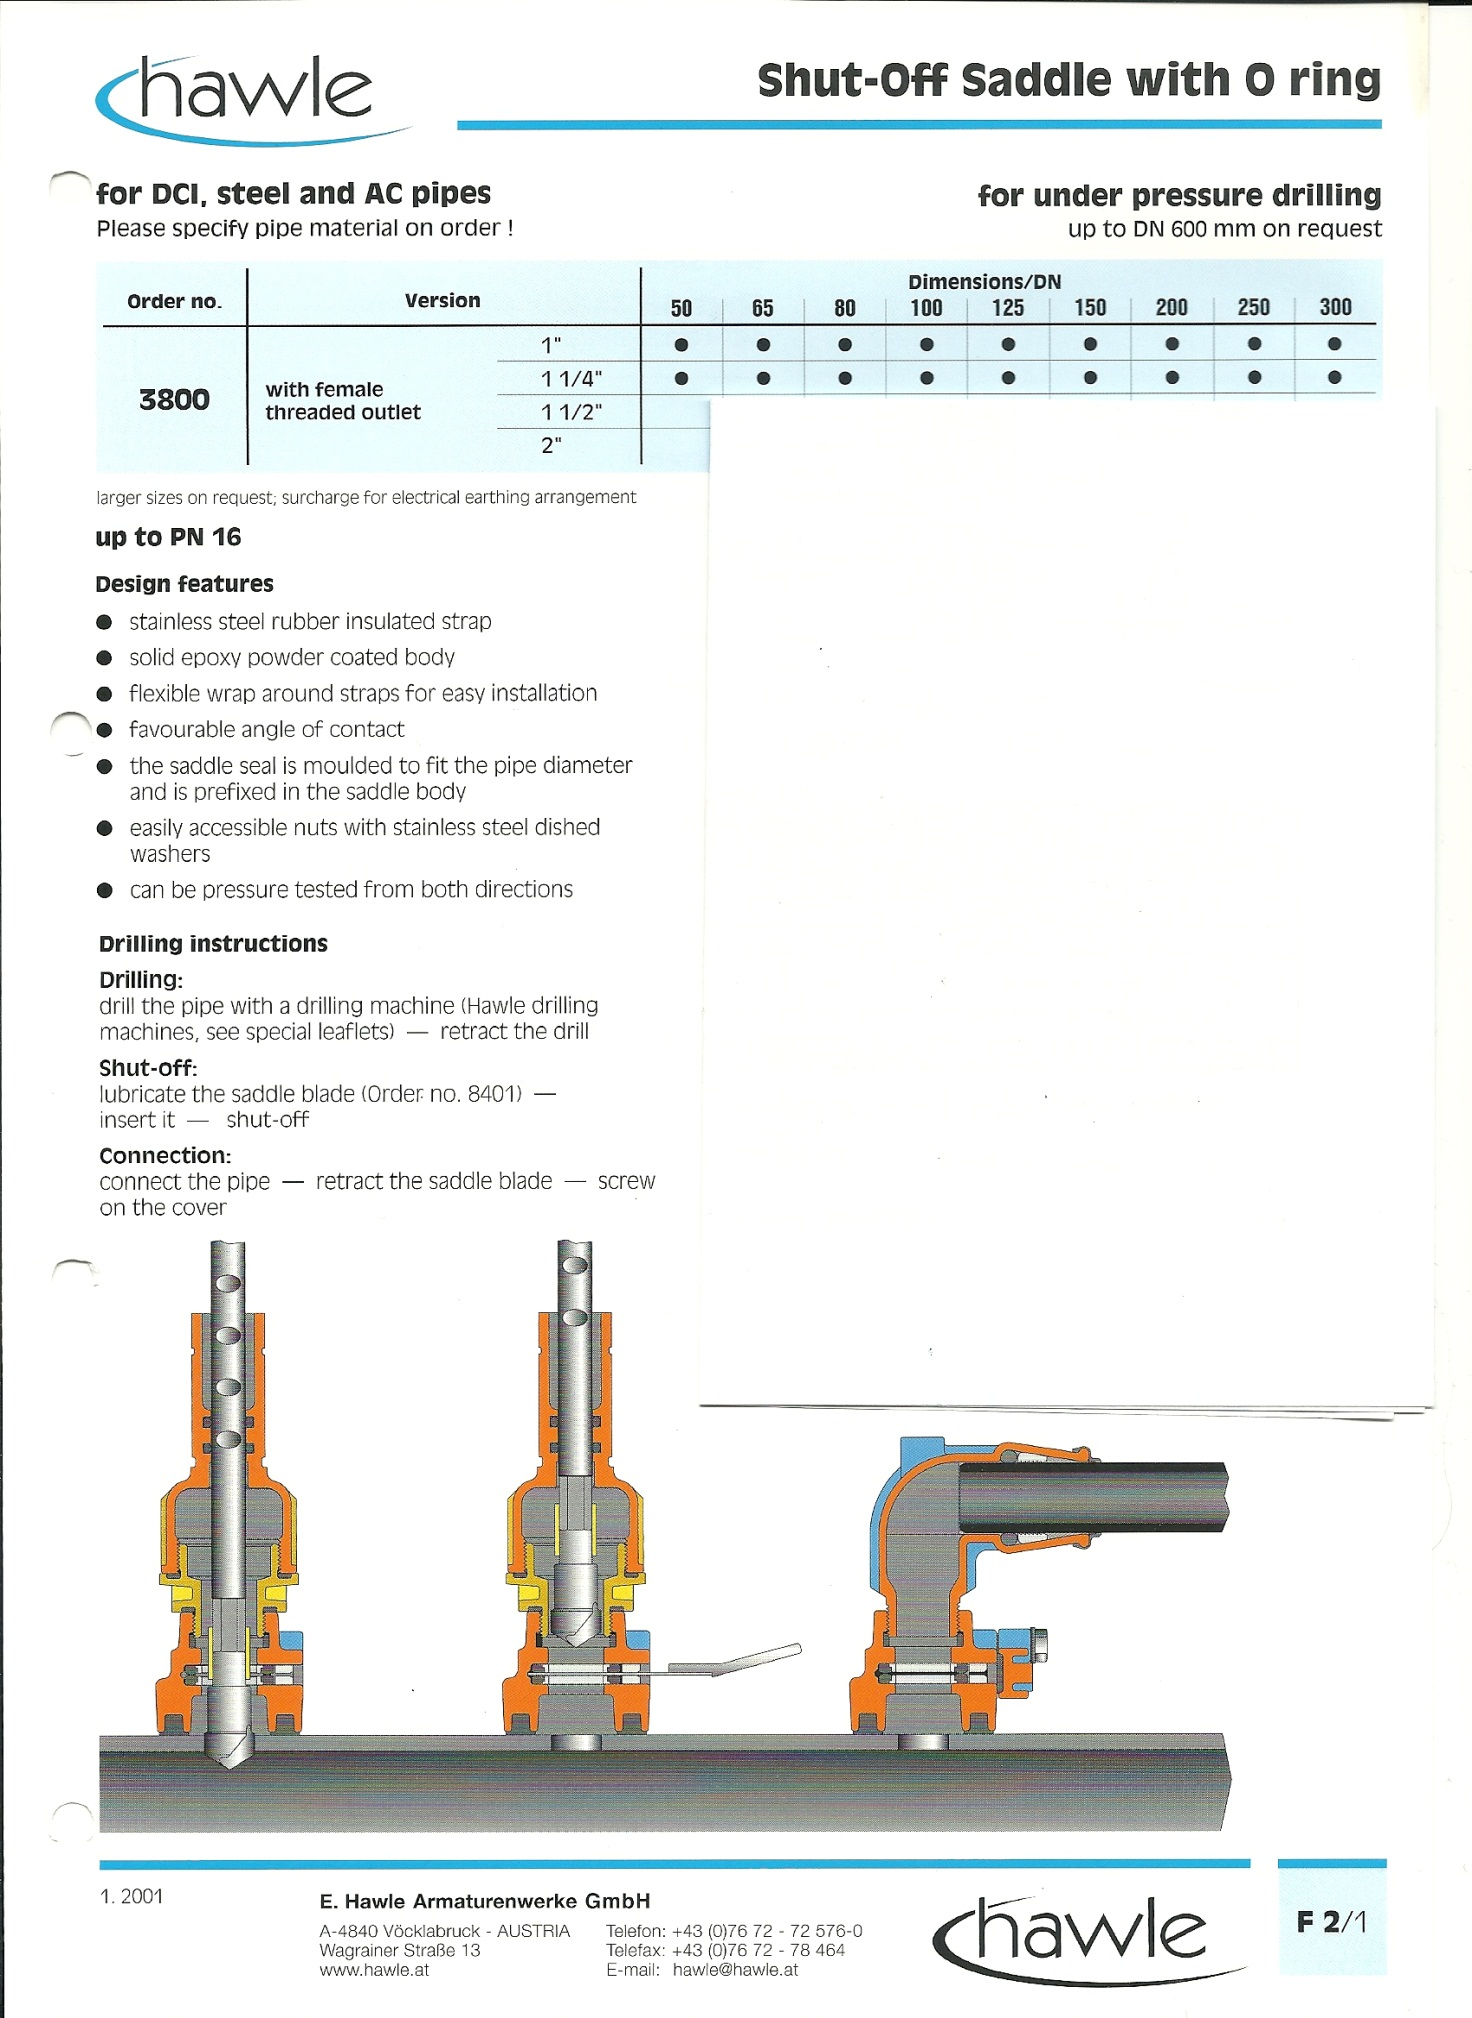 hawle
Shut-Off Saddle with O ring
for DCI, steel and AC pipes
for under pressure drilling
Please specify pipe material on order !
up to DN 600 mm on request
Order no.
Version
Dimensions/DN
50 65 80 100 125 150 200 250 300
1" ● ● ● ● ● ● ● ● ●
3800
with female
threaded outlet
1 1/4" ● ● ● ● ● ● ● ● ●
1 1/2"
2"
larger sizes on request; surcharge for electrical earthing arrangement
up to PN 16
Design features
● stainless steel rubber insulated strap
● solid epoxy powder coated body
● flexible wrap around straps for easy installation
● favourable angle of contact
● the saddle seal is moulded to fit the pipe diameter
and is prefixed in the saddle body
● easily accessible nuts with stainless steel dished
washers
● can be pressure tested from both directions
Drilling instructions
Drilling:
drill the pipe with a drilling machine (Hawle drilling
machines, see special leaflets) — retract the drill
Shut-off:
lubricate the saddle blade (Order no. 8401) —
insert it — shut-off
Connection:
connect the pipe — retract the saddle blade — screw
on the cover
1. 2001
E. Hawle Armaturenwerke GmbH
A-4840 Vöcklabruck - AUSTRIA
Wagrainer Straße 13
www.hawle.at
Telefon: +43 (0)76 72 - 72 576-0
Telefax: +43 (0)76 72 - 78 464
E-mail: hawle@hawle.at
hawle
F 2/1